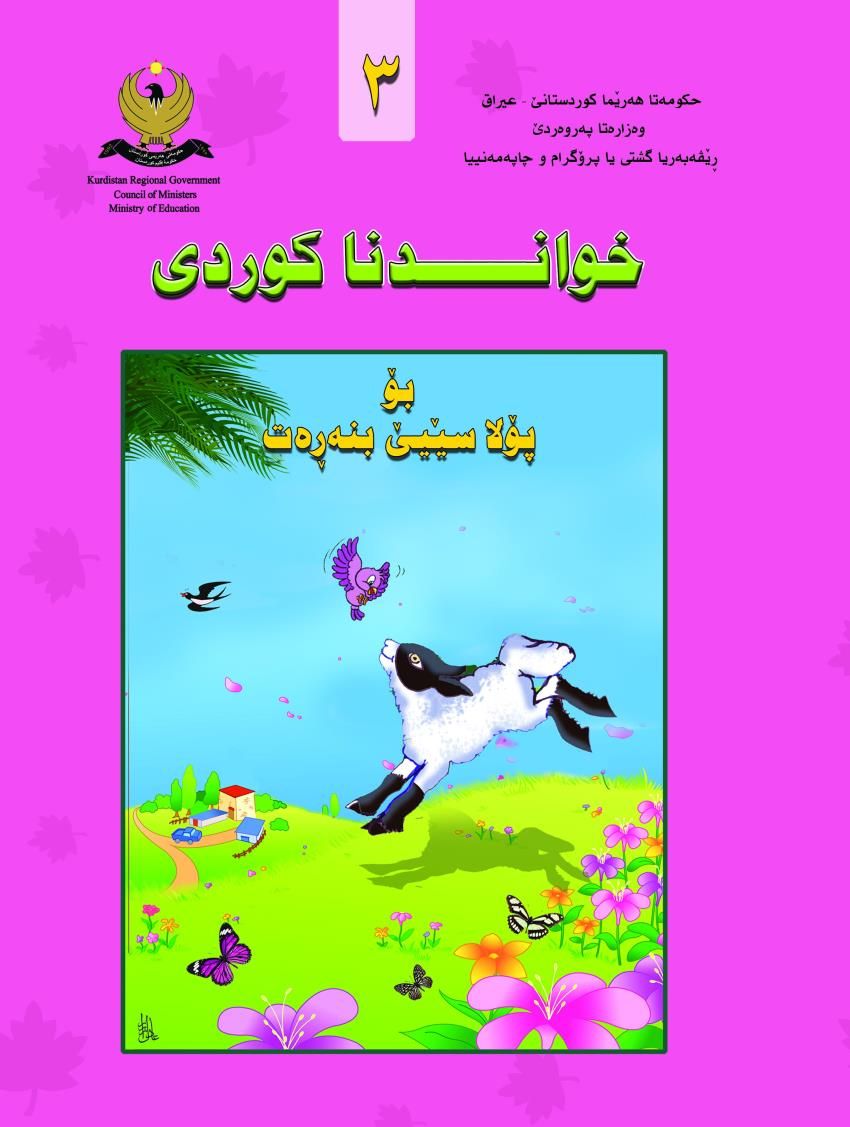 ٣
حکومەتا هەرێما کوردستانێ - عیراق
وەزارەتا پەروەردێ
ڕێڤەبەریا گشتی یا پرۆگرام و چاپەمەنییا
Kurdistan Regional Government
Council of Ministers
Ministry of Education
خواندنا کوردی
بۆ
پۆلا سێیێ بنەڕەت